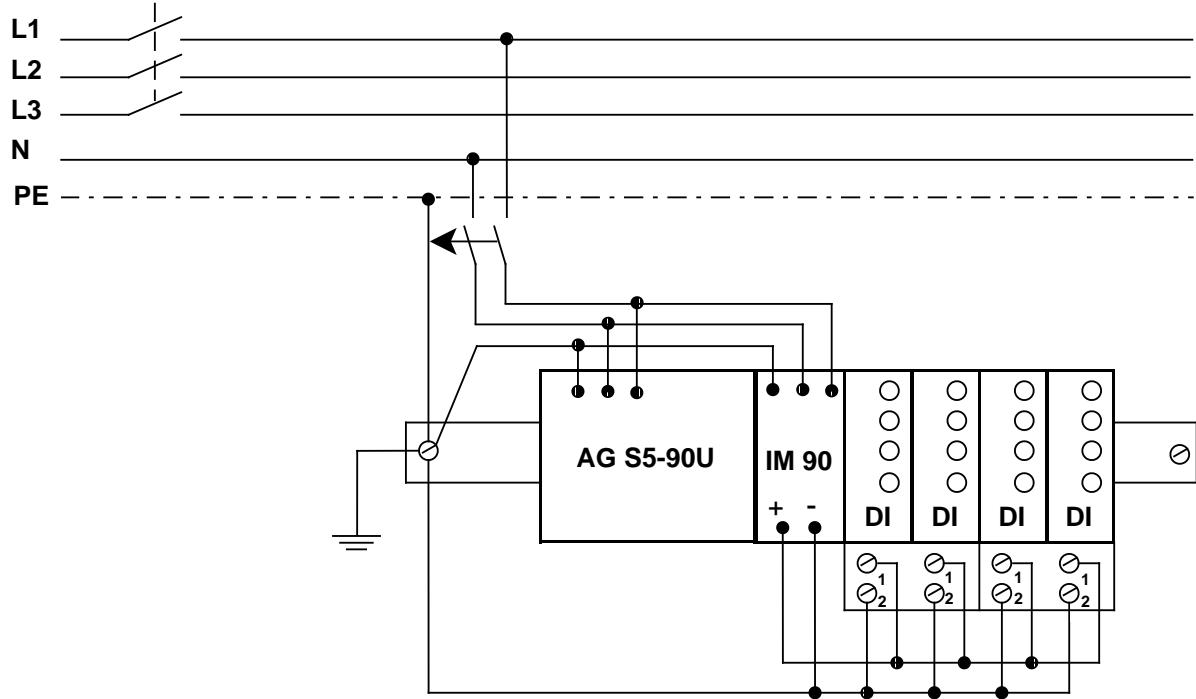 L1
L2
L3
N
PE
AG S5-90U
IM 90
+ -
DI DI DI DI
1 1 1 1
2 2 2 2